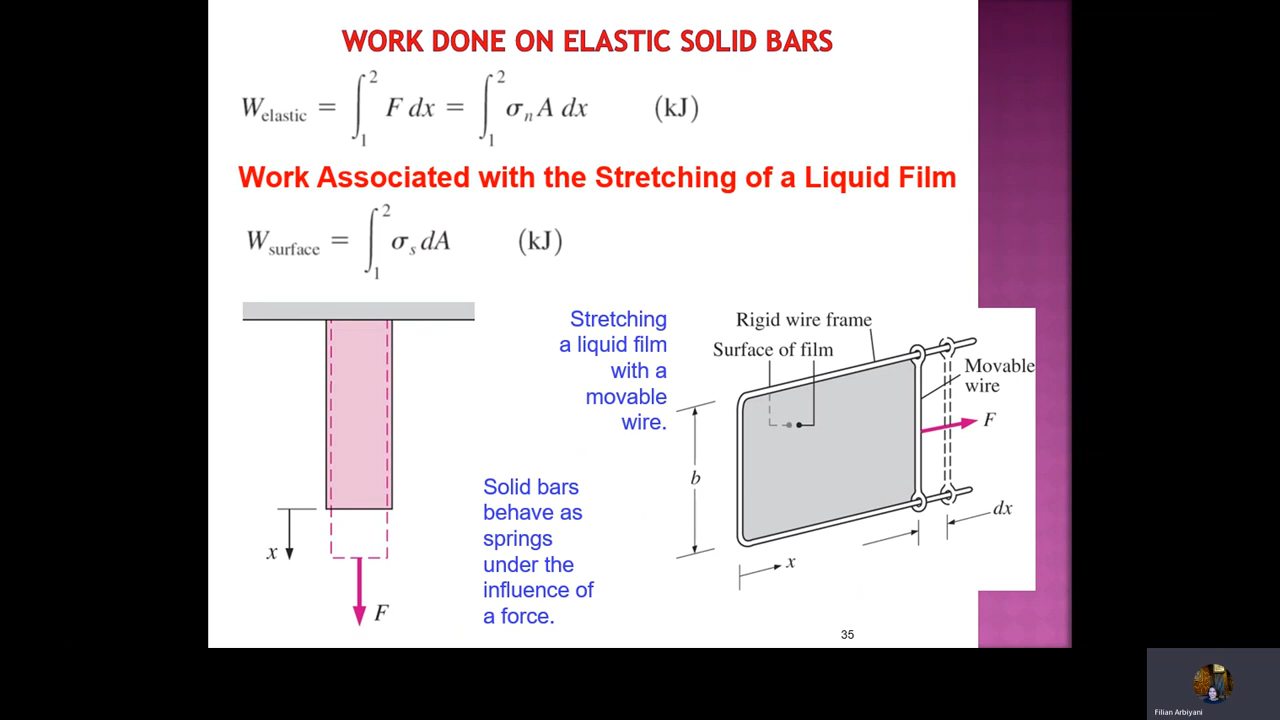 WORK DONE ON ELASTIC SOLID BARS
W_elastic = ∫₁² F dx = ∫₁² σₙ A dx (kJ)
Work Associated with the Stretching of a Liquid Film
W_surface = ∫₁² σₛ dA (kJ)
Stretching
a liquid film
with a
movable
wire.
Rigid wire frame
Surface of film
Movable
wire
F
b
dx
x
Solid bars
behave as
springs
under the
influence of
a force.
x
F
35
Filian Arbiyani